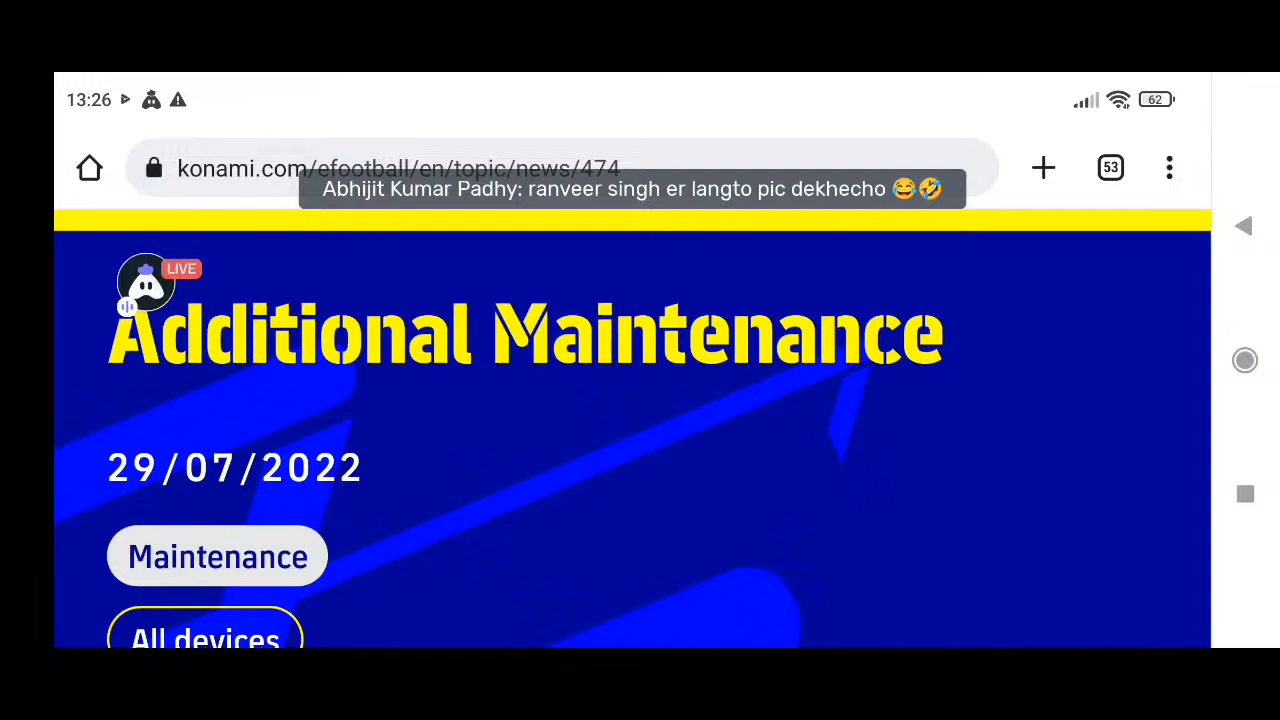 13:26
62
konami.com/efootball/en/topic/news/474
53
Abhijit Kumar Padhy: ranveer singh er langto pic dekhecho 😂🤣
LIVE
Additional Maintenance
29/07/2022
Maintenance
All devices